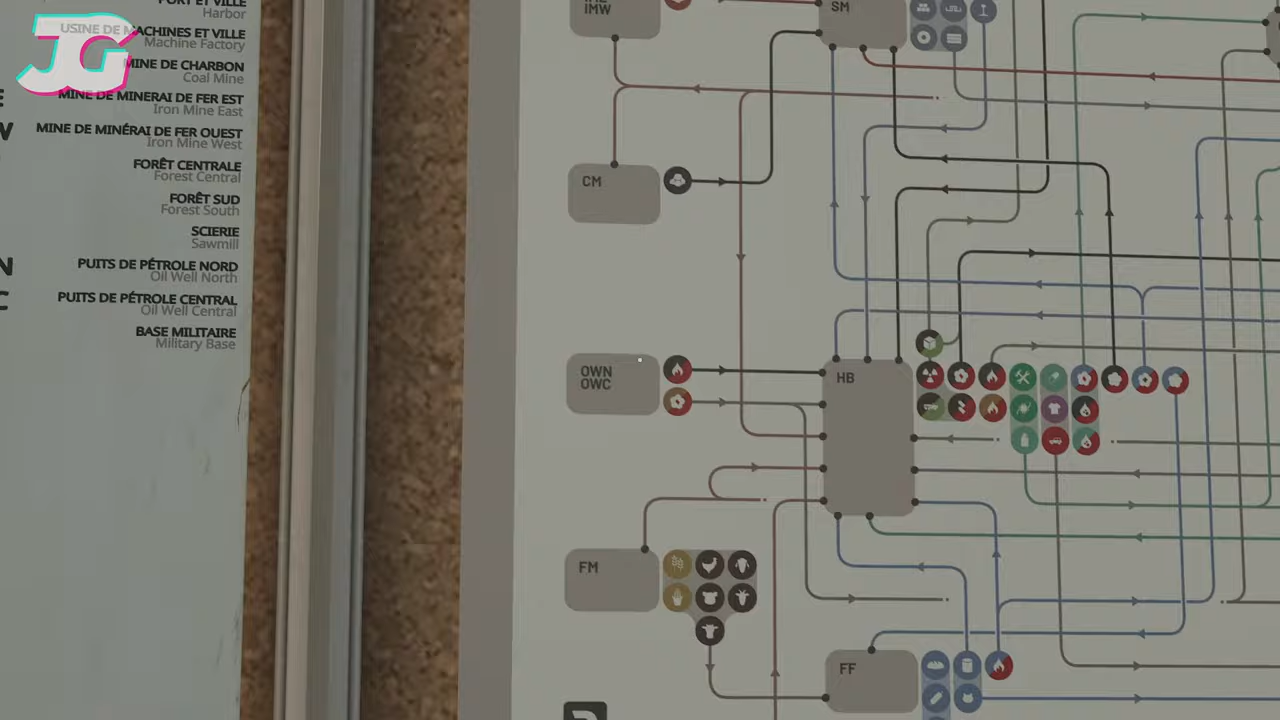 PORT ET VILLE
Harbor
USINE DE MACHINES ET VILLE
Machine Factory
MINE DE CHARBON
Coal Mine
MINE DE MINERAI DE FER EST
Iron Mine East
MINE DE MINÉRAI DE FER OUEST
Iron Mine West
FORÊT CENTRALE
Forest Central
FORÊT SUD
Forest South
SCIERIE
Sawmill
PUITS DE PÉTROLE NORD
Oil Well North
PUITS DE PÉTROLE CENTRAL
Oil Well Central
BASE MILITAIRE
Military Base
JG
W
N
C
IMW
SM
CM
OWN
OWC
HB
FM
FF